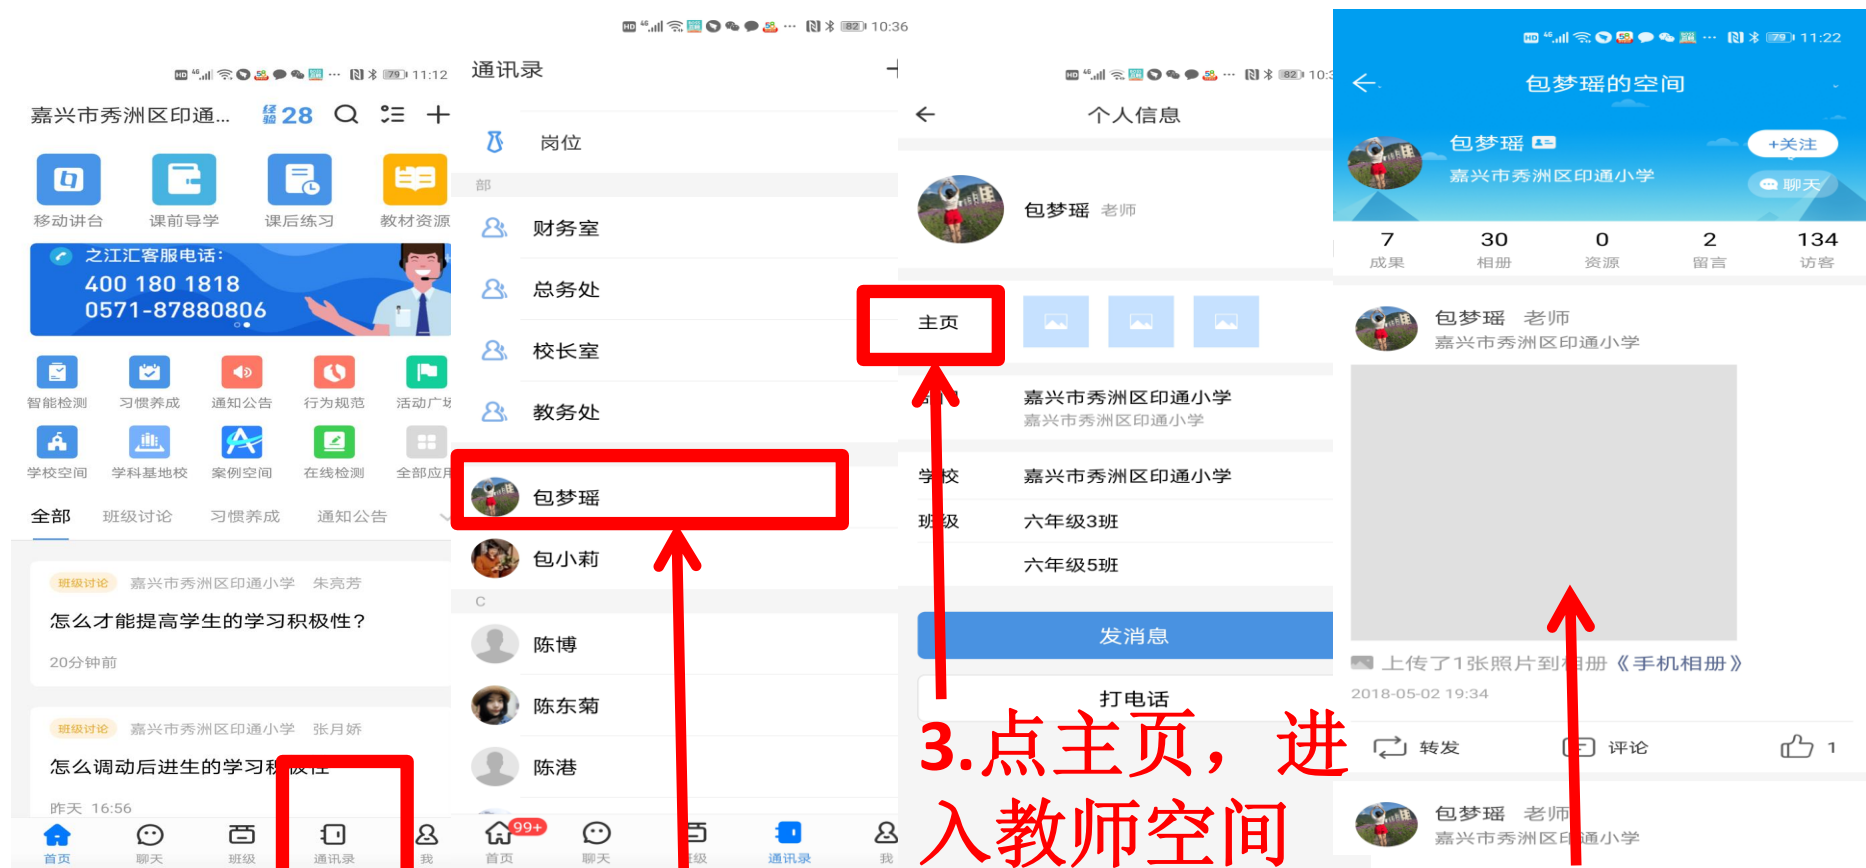 11:12
嘉兴市秀洲区印通...
经验 28
移动讲台
课前导学
课后练习
教材资源
之江汇客服电话:
400 180 1818
0571-87880806
智能检测
习惯养成
通知公告
行为规范
活动广场
学校空间
学科基地校
案例空间
在线检测
全部应用
全部
班级讨论
习惯养成
通知公告
班级讨论 嘉兴市秀洲区印通小学 朱亮芳
怎么才能提高学生的学习积极性?
20分钟前
班级讨论 嘉兴市秀洲区印通小学 张月娇
怎么调动后进生的学习积极性
昨天 16:56
首页
聊天
班级
通讯录
我
10:36
通讯录
岗位
部
财务室
总务处
校长室
教务处
包梦瑶
包小莉
C
陈博
陈东菊
陈港
99+
首页
聊天
班级
通讯录
我
10:3
个人信息
包梦瑶 老师
主页
嘉兴市秀洲区印通小学
嘉兴市秀洲区印通小学
学校
嘉兴市秀洲区印通小学
班级
六年级3班
六年级5班
发消息
打电话
3.点主页，进
入教师空间
11:22
包梦瑶的空间
包梦瑶
嘉兴市秀洲区印通小学
+关注
聊天
7 30 0 2 134
成果 相册 资源 留言 访客
包梦瑶 老师
嘉兴市秀洲区印通小学
上传了1张照片到相册《手机相册》
2018-05-02 19:34
转发
评论
1
包梦瑶 老师
嘉兴市秀洲区印通小学